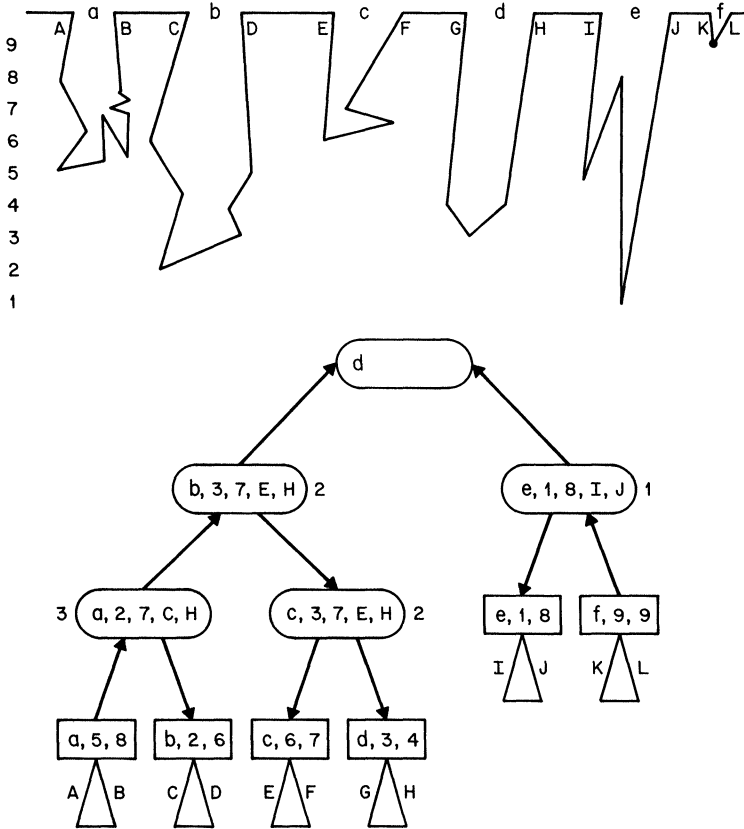 a b c d e f
A B C D E F G H I J K L
9
8
7
6
5
4
3
2
1
d
b, 3, 7, E, H 2
e, 1, 8, I, J 1
3 a, 2, 7, C, H
c, 3, 7, E, H 2
e, 1, 8
f, 9, 9
I J K L
a, 5, 8
b, 2, 6
c, 6, 7
d, 3, 4
A B C D E F G H